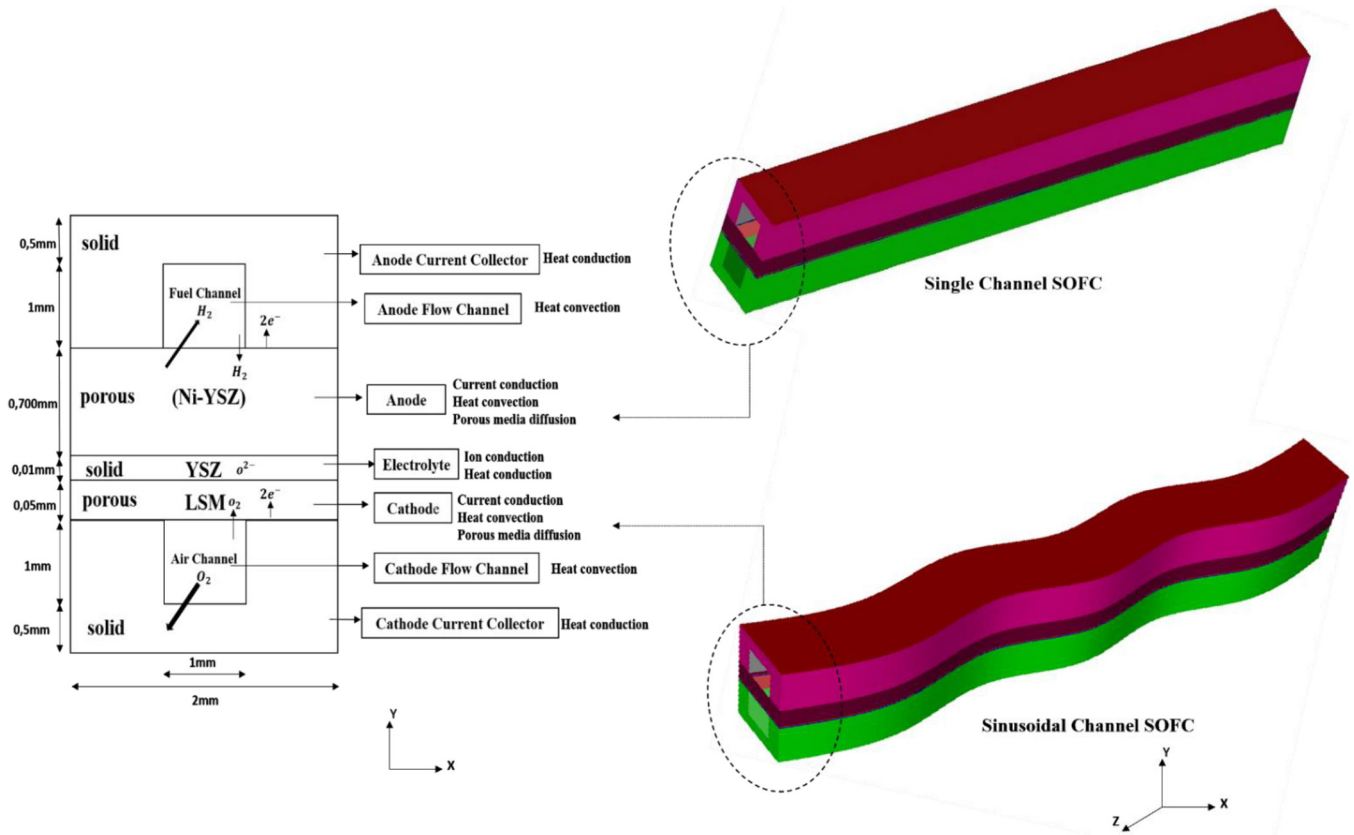 0,5mm
solid
Anode Current Collector Heat conduction
1mm
Fuel Channel
H₂
2e⁻
Anode Flow Channel Heat convection
H₂
0,700mm
porous (Ni-YSZ)
Anode
Current conduction
Heat convection
Porous media diffusion
0,01mm
solid YSZ o²⁻
Electrolyte
Ion conduction
Heat conduction
0,05mm
porous LSM o₂ 2e⁻
Cathode
Current conduction
Heat convection
Porous media diffusion
1mm
Air Channel
O₂
Cathode Flow Channel Heat convection
0,5mm
solid
Cathode Current Collector Heat conduction
1mm
2mm
Y
X
Single Channel SOFC
Sinusoidal Channel SOFC
Y
X
Z